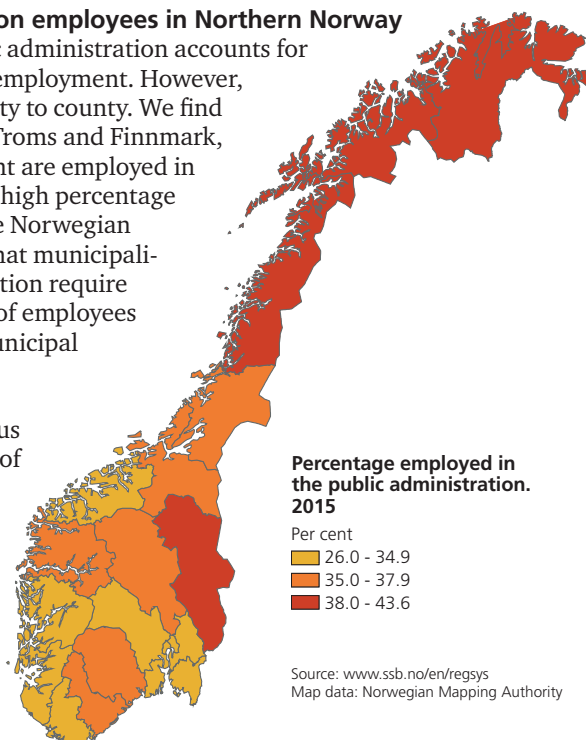 on employees in Northern Norway
c administration accounts for
employment. However,
ty to county. We find
Troms and Finnmark,
nt are employed in
high percentage
e Norwegian
hat municipali-
tion require
of employees
unicipal
us
of
Percentage employed in
the public administration.
2015
Per cent
26.0 - 34.9
35.0 - 37.9
38.0 - 43.6
Source: www.ssb.no/en/regsys
Map data: Norwegian Mapping Authority